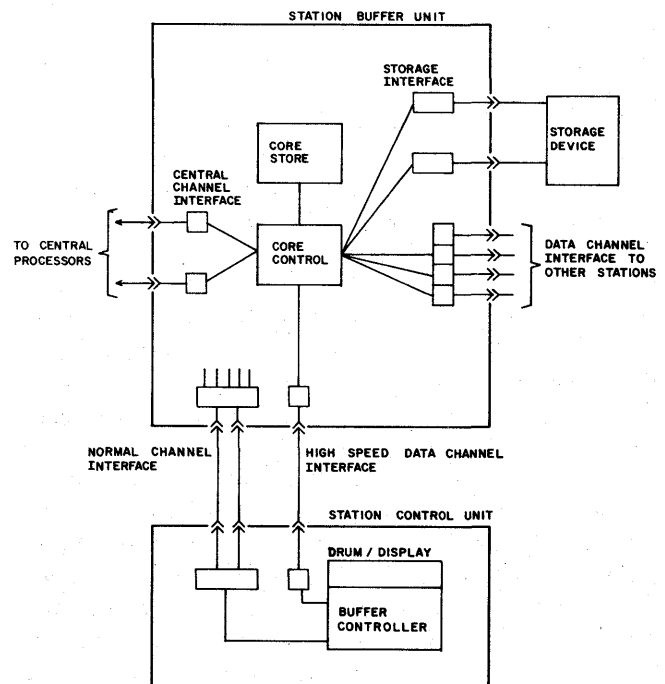 STATION BUFFER UNIT
STORAGE
INTERFACE
STORAGE
DEVICE
CORE
STORE
CENTRAL
CHANNEL
INTERFACE
TO CENTRAL
PROCESSORS
CORE
CONTROL
DATA CHANNEL
INTERFACE TO
OTHER STATIONS
NORMAL CHANNEL
INTERFACE
HIGH SPEED DATA CHANNEL
INTERFACE
STATION CONTROL UNIT
DRUM / DISPLAY
BUFFER
CONTROLLER